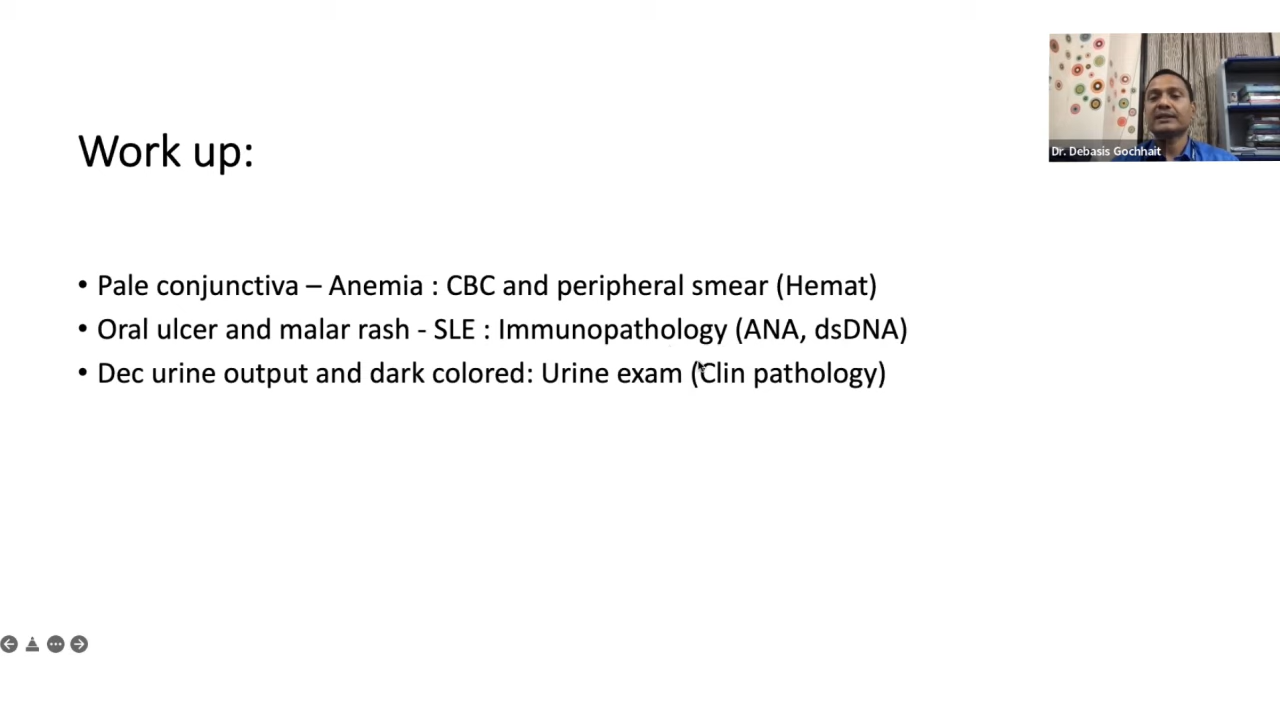 Dr. Debasis Gochhait
Work up:
• Pale conjunctiva – Anemia : CBC and peripheral smear (Hemat)
• Oral ulcer and malar rash - SLE : Immunopathology (ANA, dsDNA)
• Dec urine output and dark colored: Urine exam (Clin pathology)